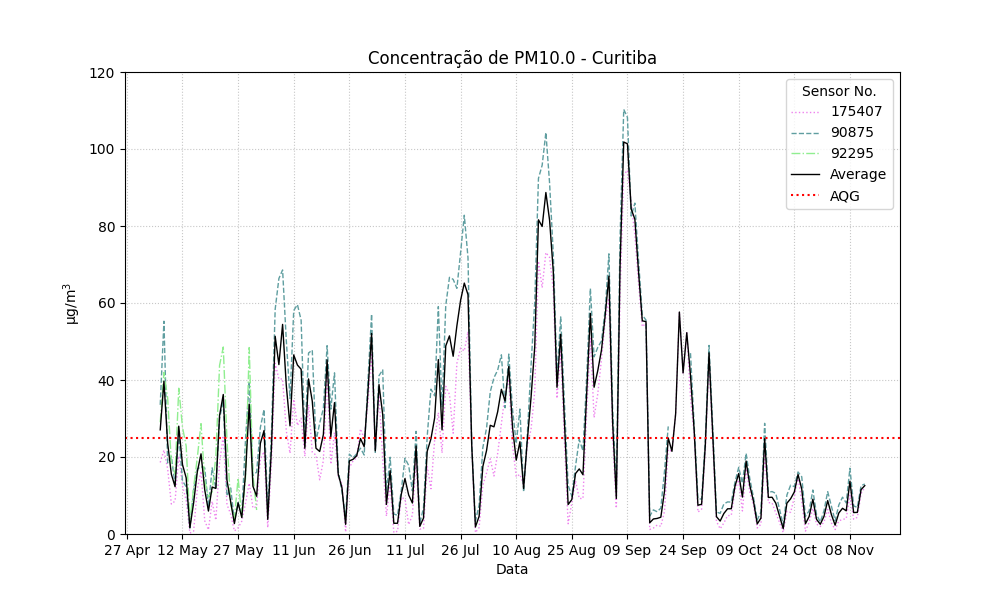 Concentração de PM10.0 - Curitiba
120
100
80
60
40
20
0
µg/m³
27 Apr 12 May 27 May 11 Jun 26 Jun 11 Jul 26 Jul 10 Aug 25 Aug 09 Sep 24 Sep 09 Oct 24 Oct 08 Nov
Data
Sensor No.
175407
90875
92295
Average
AQG